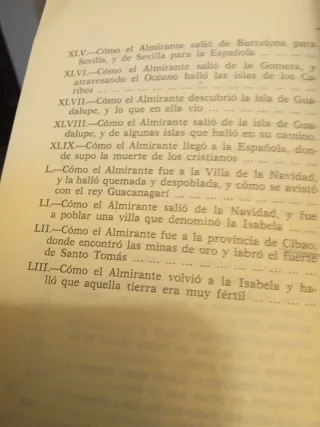 XLV.—Cómo el Almirante salió de Barcelona para
Sevilla, y de Sevilla para la Española ... ... ... ...
XLVI.—Cómo el Almirante salió de la Gomera, y
atravesando el Océano halló las islas de los Ca-
ribes ... ... ... ... ... ... ... ... ... ... ...
XLVII.—Cómo el Almirante descubrió la isla de Gua-
dalupe, y lo que en ella vio ... ... ... ... ...
XLVIII.—Cómo el Almirante salió de la isla de Gua-
dalupe, y de algunas islas que halló en su camino.
XLIX.—Cómo el Almirante llegó a la Española, don-
de supo la muerte de los cristianos ... ... ... ...
L.—Cómo el Almirante fue a la Villa de la Navidad,
y la halló quemada y despoblada, y cómo se avistó
con el rey Guacanagarí ... ... ... ... ... ...
LI.—Cómo el Almirante salió de la Navidad, y fue
a poblar una villa que denominó la Isabela ... ...
LII.—Cómo el Almirante fue a la provincia de Cibao,
donde encontró las minas de oro y labró el fuerte
de Santo Tomás ... ... ... ... ... ... ... ...
LIII.—Cómo el Almirante volvió a la Isabela y ha-
lló que aquella tierra era muy fértil ... ... ... ...